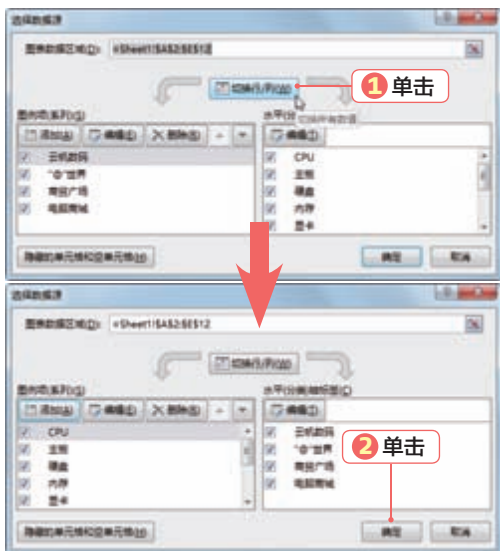 选择数据源
图表数据区域(D): =Sheet1!$A$2:$E$12
切换行/列(W)
1 单击
图例项(系列)(S)
水平(分
切换所有数据
添加(A) 编辑(E) 删除(R)
编辑(T)
云机数码
CPU
"@"世界
主板
商贸广场
硬盘
电脑商城
内存
显卡
隐藏的单元格和空单元格(H)
确定
取消
选择数据源
图表数据区域(D): =Sheet1!$A$2:$E$12
切换行/列(W)
图例项(系列)(S)
水平(分类)轴标签(C)
添加(A) 编辑(E) 删除(R)
编辑(T)
CPU
云机数码
主板
"@"世界
硬盘
商贸广场
内存
电脑商城
显卡
2 单击
隐藏的单元格和空单元格(H)
确定
取消